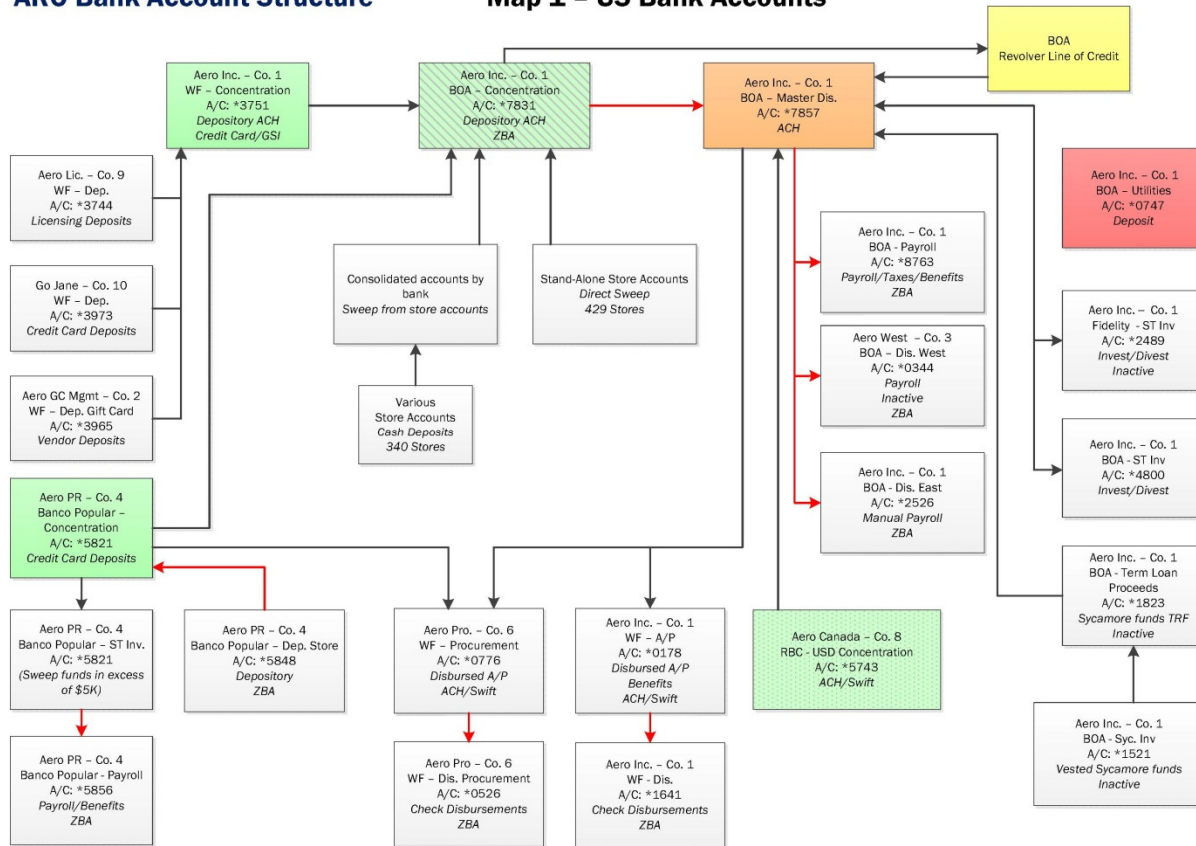 ARO Bank Account Structure
Map 1 – US Bank Accounts
BOA
Revolver Line of Credit
Aero Inc. – Co. 1
WF – Concentration
A/C: *3751
Depository ACH
Credit Card/GSI
Aero Inc. – Co. 1
BOA – Concentration
A/C: *7831
Depository ACH
ZBA
Aero Inc. – Co. 1
BOA – Master Dis.
A/C: *7857
ACH
Aero Lic. – Co. 9
WF – Dep.
A/C: *3744
Licensing Deposits
Aero Inc. – Co. 1
BOA – Utilities
A/C: *0747
Deposit
Go Jane – Co. 10
WF – Dep.
A/C: *3973
Credit Card Deposits
Consolidated accounts by
bank
Sweep from store accounts
Stand-Alone Store Accounts
Direct Sweep
429 Stores
Aero Inc. – Co. 1
BOA - Payroll
A/C: *8763
Payroll/Taxes/Benefits
ZBA
Aero Inc. – Co. 1
Fidelity - ST Inv
A/C: *2489
Invest/Divest
Inactive
Aero GC Mgmt – Co. 2
WF – Dep. Gift Card
A/C: *3965
Vendor Deposits
Various
Store Accounts
Cash Deposits
340 Stores
Aero West – Co. 3
BOA – Dis. West
A/C: *0344
Payroll
Inactive
ZBA
Aero Inc. – Co. 1
BOA - ST Inv
A/C: *4800
Invest/Divest
Aero PR – Co. 4
Banco Popular –
Concentration
A/C: *5821
Credit Card Deposits
Aero Inc. – Co. 1
BOA - Dis. East
A/C: *2526
Manual Payroll
ZBA
Aero Inc. – Co. 1
BOA - Term Loan
Proceeds
A/C: *1823
Sycamore funds TRF
Inactive
Aero PR – Co. 4
Banco Popular – ST Inv.
A/C: *5821
(Sweep funds in excess
of $5K)
Aero PR – Co. 4
Banco Popular – Dep. Store
A/C: *5848
Depository
ZBA
Aero Pro. – Co. 6
WF – Procurement
A/C: *0776
Disbursed A/P
ACH/Swift
Aero Inc. – Co. 1
WF – A/P
A/C: *0178
Disbursed A/P
Benefits
ACH/Swift
Aero Canada – Co. 8
RBC - USD Concentration
A/C: *5743
ACH/Swift
Aero PR – Co. 4
Banco Popular - Payroll
A/C: *5856
Payroll/Benefits
ZBA
Aero Pro – Co. 6
WF – Dis. Procurement
A/C: *0526
Check Disbursements
ZBA
Aero Inc. – Co. 1
WF - Dis.
A/C: *1641
Check Disbursements
ZBA
Aero Inc. – Co. 1
BOA - Syc. Inv
A/C: *1521
Vested Sycamore funds
Inactive